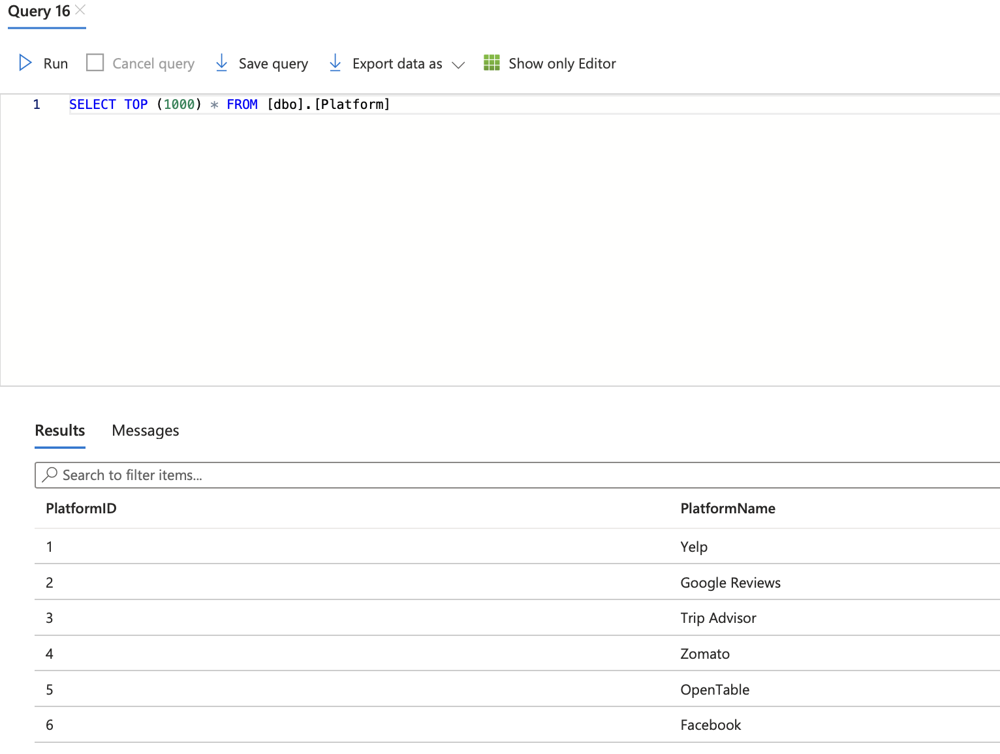 Query 16
Run Cancel query Save query Export data as Show only Editor
1 SELECT TOP (1000) * FROM [dbo].[Platform]
Results Messages
Search to filter items...
PlatformID PlatformName
1 Yelp
2 Google Reviews
3 Trip Advisor
4 Zomato
5 OpenTable
6 Facebook